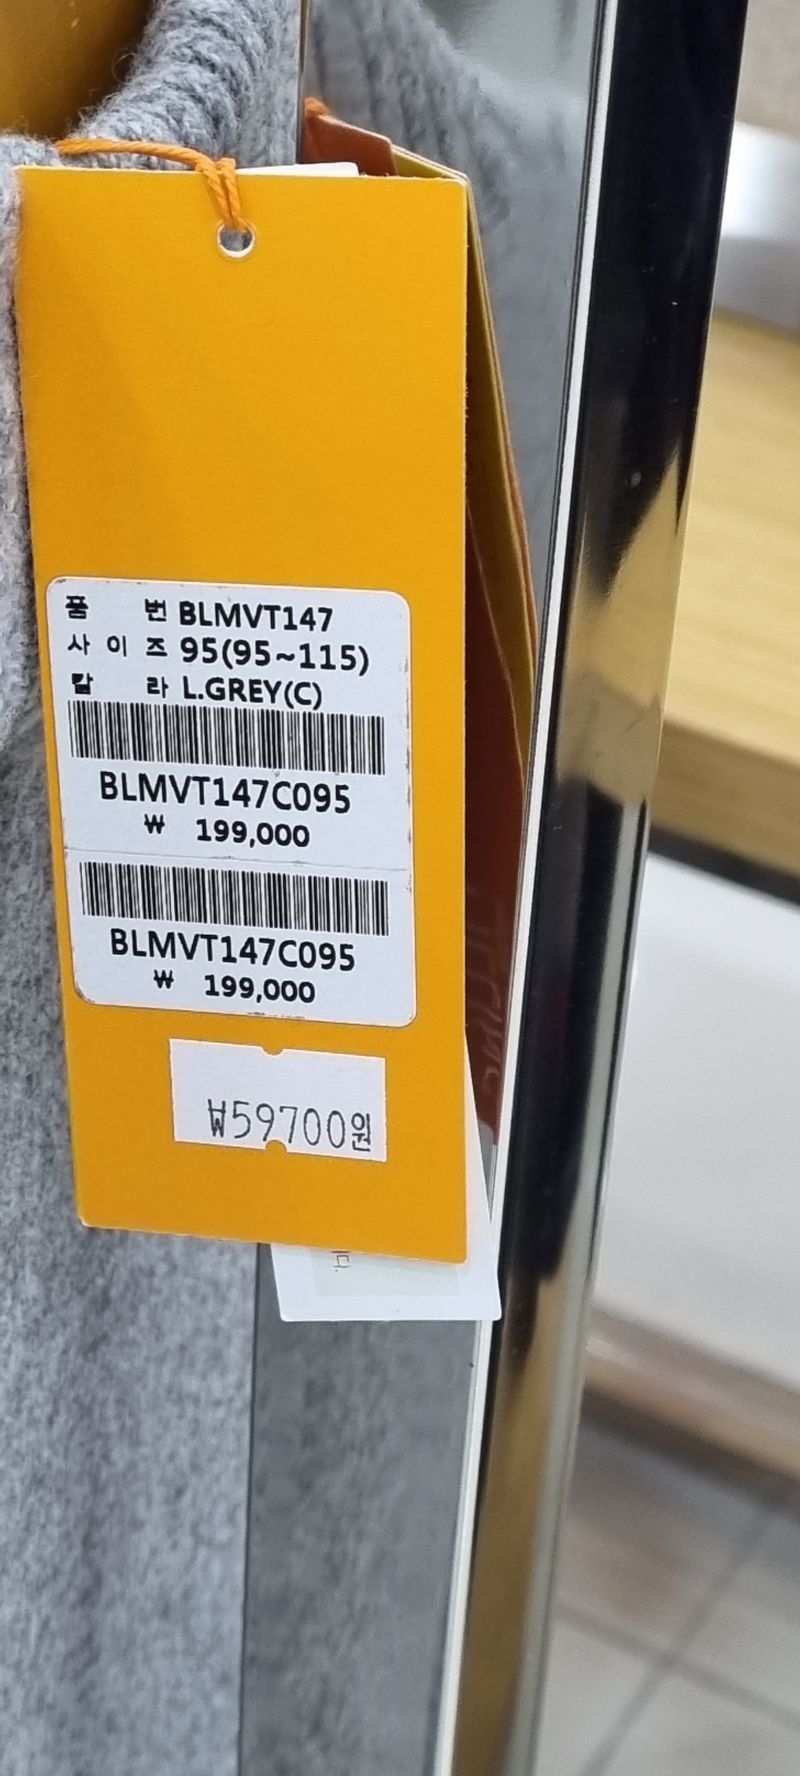 품 번 BLMVT147
사 이 즈 95(95~115)
칼 라 L.GREY(C)
BLMVT147C095
₩ 199,000
BLMVT147C095
₩ 199,000
₩59700원